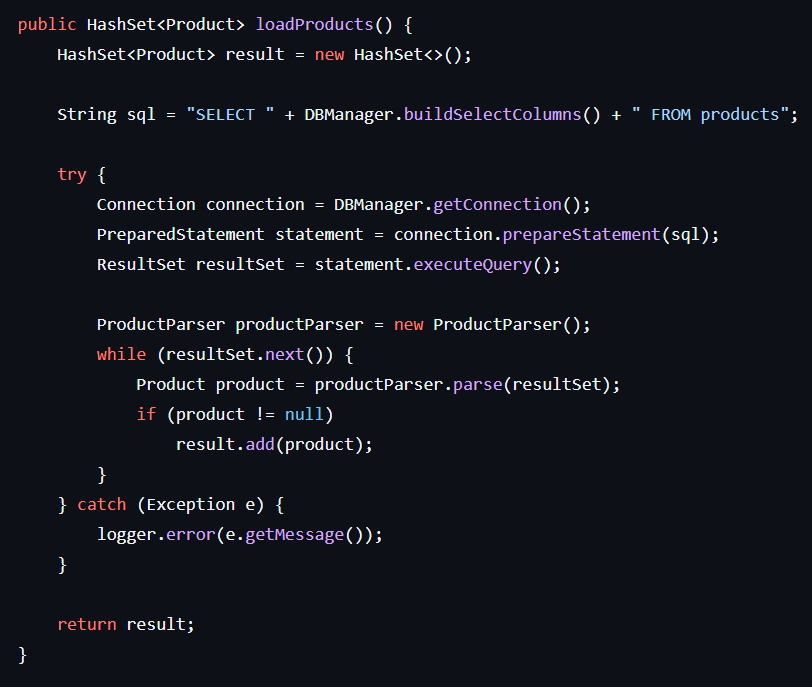 public HashSet<Product> loadProducts() {
    HashSet<Product> result = new HashSet<>();
    String sql = "SELECT " + DBManager.buildSelectColumns() + " FROM products";
    try {
        Connection connection = DBManager.getConnection();
        PreparedStatement statement = connection.prepareStatement(sql);
        ResultSet resultSet = statement.executeQuery();
        ProductParser productParser = new ProductParser();
        while (resultSet.next()) {
            Product product = productParser.parse(resultSet);
            if (product != null)
                result.add(product);
        }
    } catch (Exception e) {
        logger.error(e.getMessage());
    }
    return result;
}